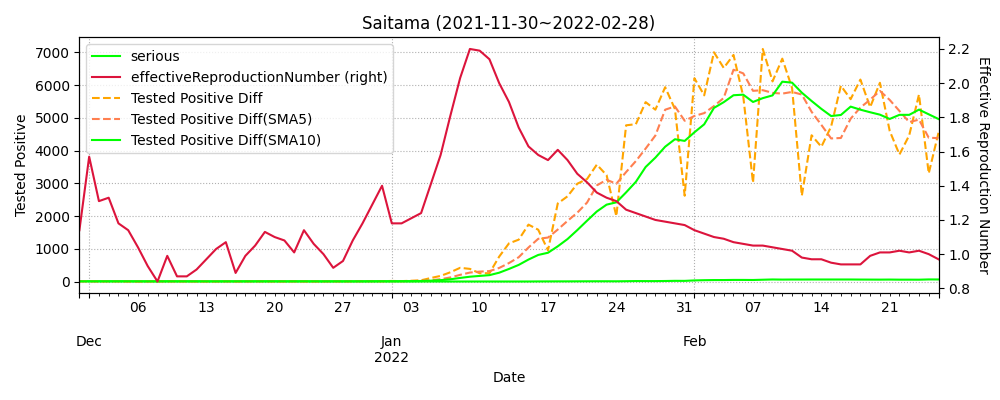 Saitama (2021-11-30~2022-02-28)
serious
effectiveReproductionNumber (right)
Tested Positive Diff
Tested Positive Diff(SMA5)
Tested Positive Diff(SMA10)
Tested Positive
7000
6000
5000
4000
3000
2000
1000
0
2.2
2.0
1.8
1.6
1.4
1.2
1.0
0.8
Effective Reproduction Number
06 13 20 27 03 10 17 24 31 07 14 21
Dec Jan Feb
2022
Date